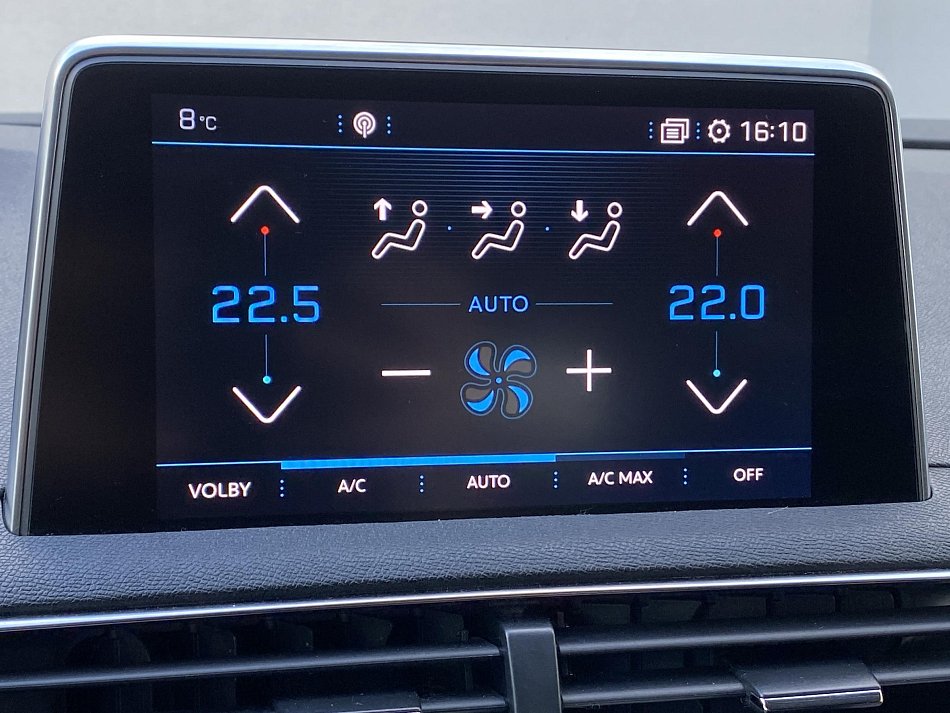 8°C 16:10
22.5 22.0
AUTO
VOLBY A/C AUTO A/C MAX OFF